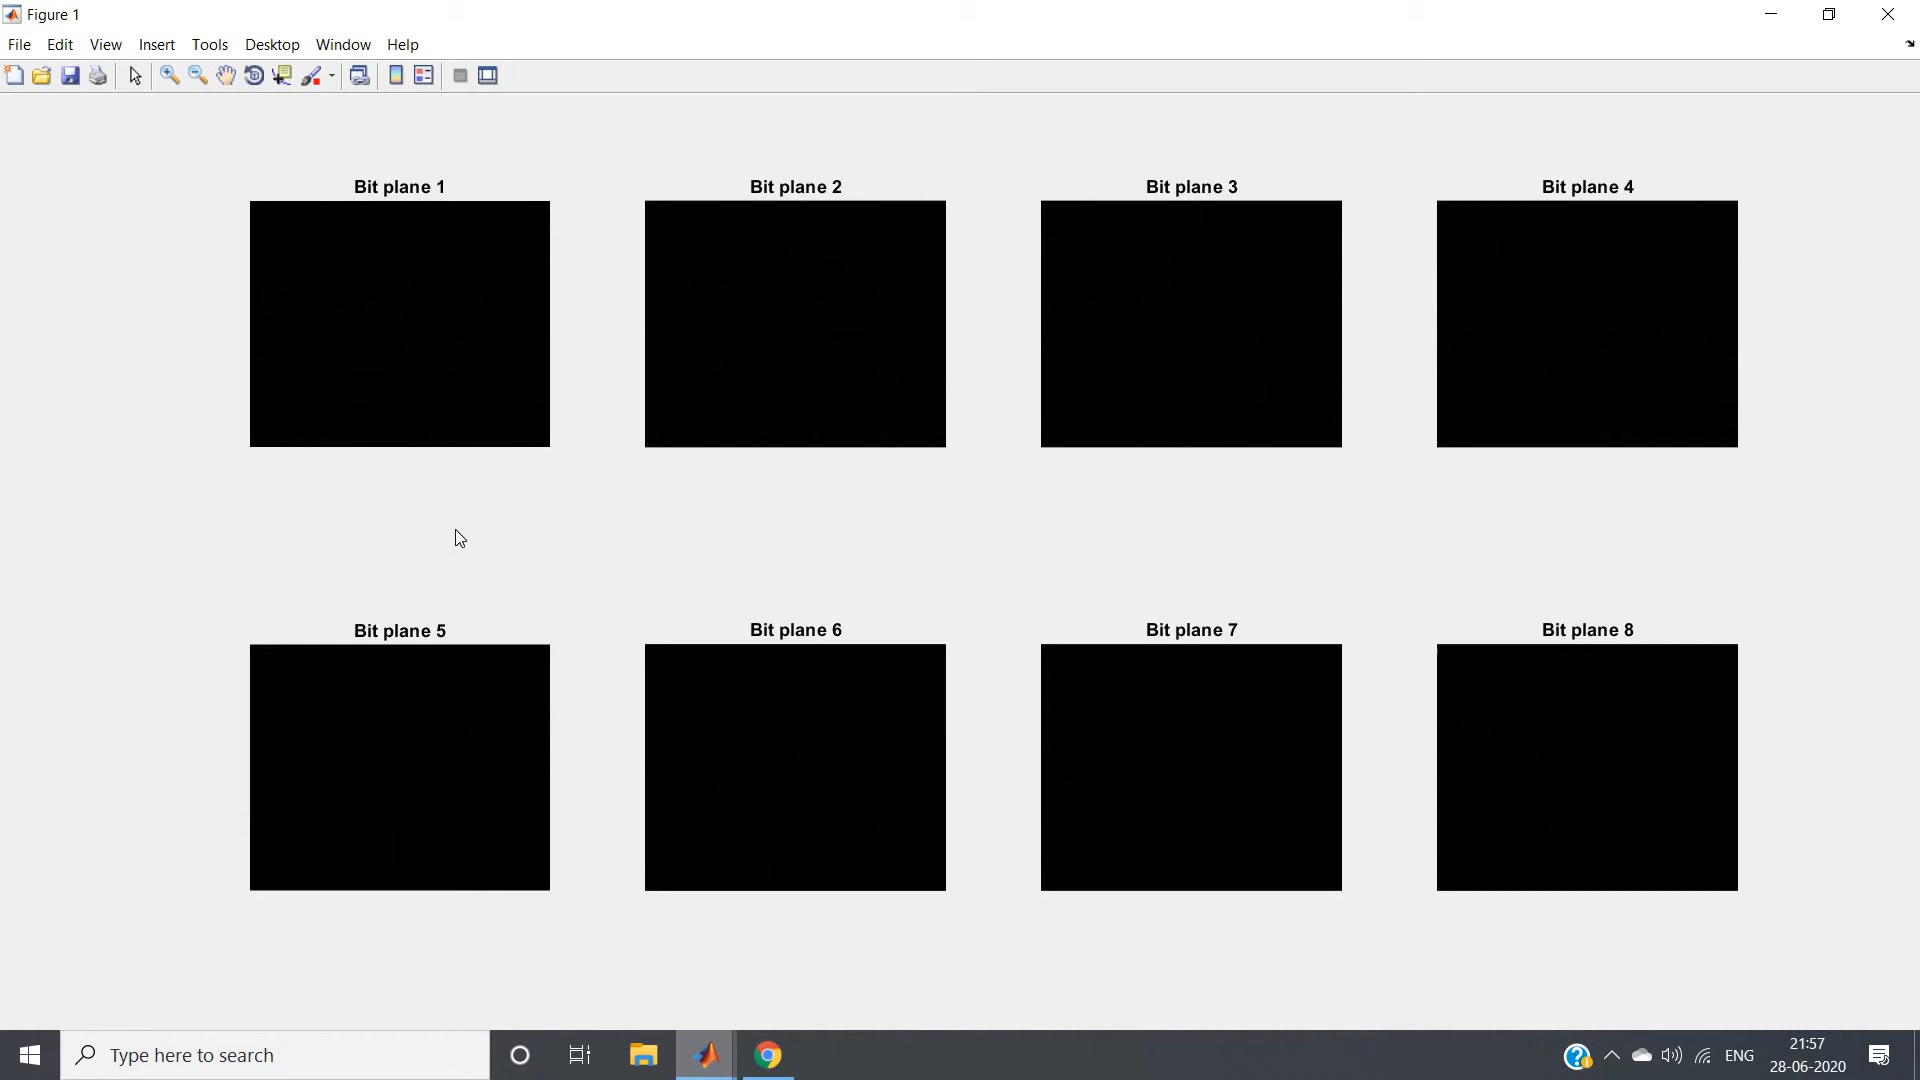 Figure 1
File Edit View Insert Tools Desktop Window Help
Bit plane 1 Bit plane 2 Bit plane 3 Bit plane 4
Bit plane 5 Bit plane 6 Bit plane 7 Bit plane 8
Type here to search
ENG
21:57
28-06-2020